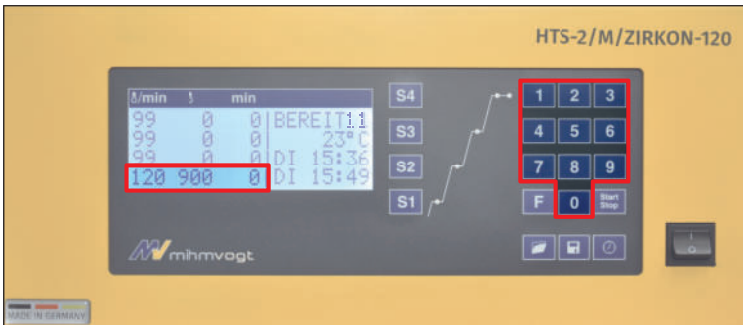 HTS-2/M/ZIRKON-120
/min min
99 0 0 BEREIT 11
99 0 0 23°C
99 0 0 DI 15:36
120 900 0 DI 15:49
S4
S3
S2
S1
1 2 3
4 5 6
7 8 9
F 0 Start Stop
mihmvogt
MADE IN GERMANY